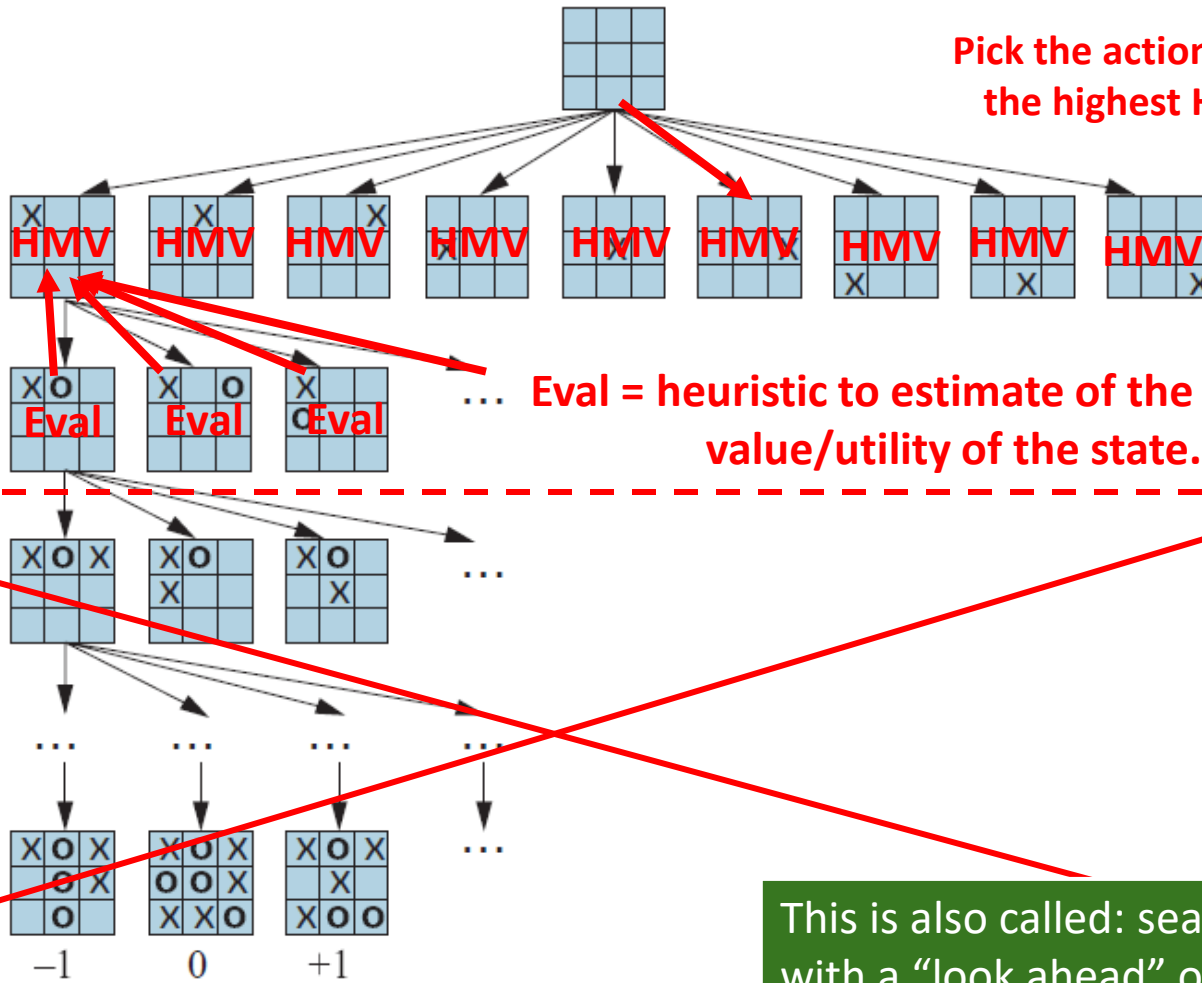 Pick the action
the highest H
X X X X X X X X X
HMV HMV HMV HMV HMV HMV HMV HMV HMV
X O X O X O
Eval Eval Eval
... Eval = heuristic to estimate of the
value/utility of the state.
X O X X O X O
X X
...
... ... ... ...
X O X X O X X O X
O X O O X X
O X X O X O O
...
–1 0 +1
This is also called: sea
with a “look ahead” o